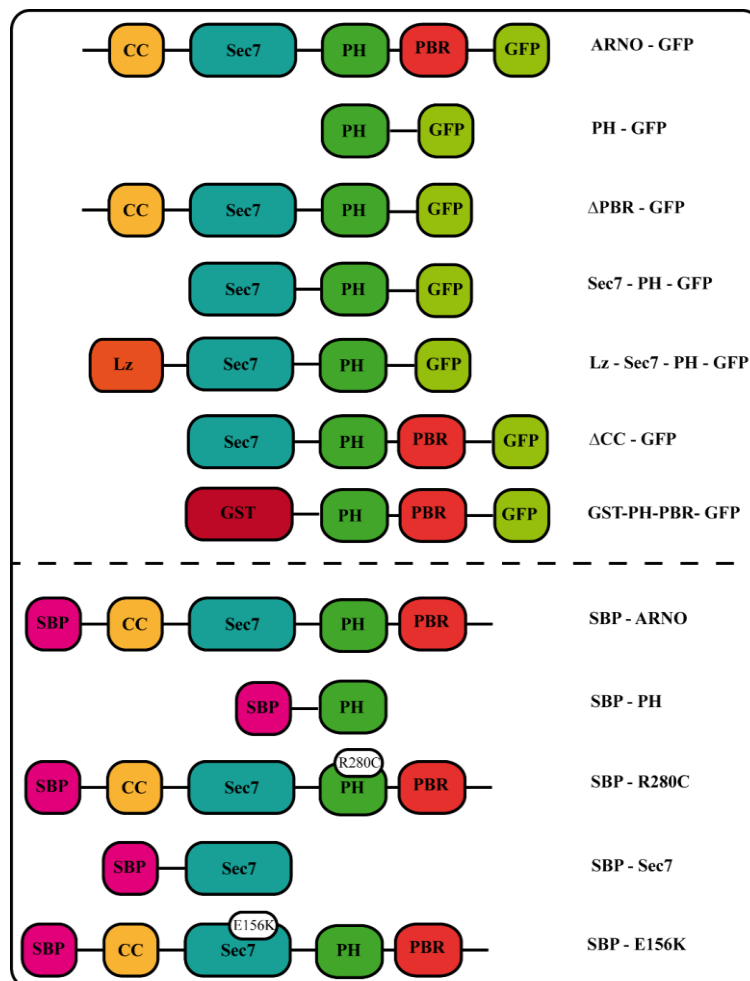 CC Sec7 PH PBR GFP ARNO - GFP
PH GFP PH - GFP
CC Sec7 PH GFP ΔPBR - GFP
Sec7 PH GFP Sec7 - PH - GFP
Lz Sec7 PH GFP Lz - Sec7 - PH - GFP
Sec7 PH PBR GFP ΔCC - GFP
GST PH PBR GFP GST-PH-PBR- GFP
SBP CC Sec7 PH PBR SBP - ARNO
SBP PH SBP - PH
R280C
SBP CC Sec7 PH PBR SBP - R280C
SBP Sec7 SBP - Sec7
E156K
SBP CC Sec7 PH PBR SBP - E156K